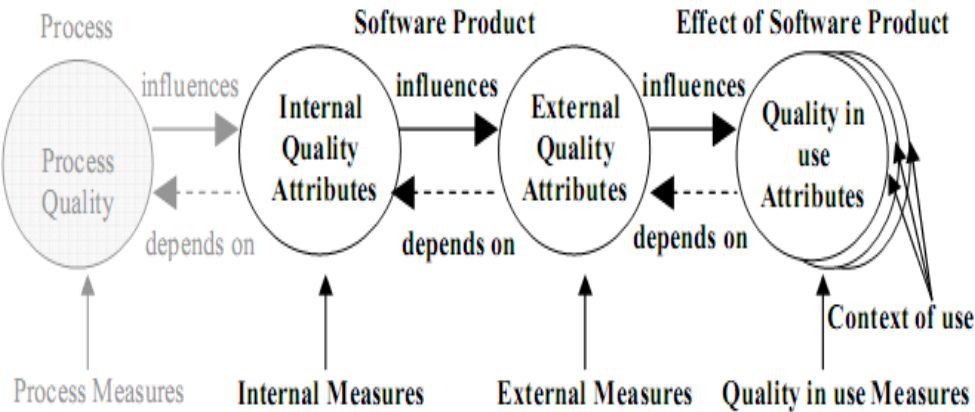 Process
Software Product
Effect of Software Product
influences
influences
influences
Process
Quality
Internal
Quality
Attributes
External
Quality
Attributes
Quality in
use
Attributes
depends on
depends on
depends on
Context of use
Process Measures
Internal Measures
External Measures
Quality in use Measures